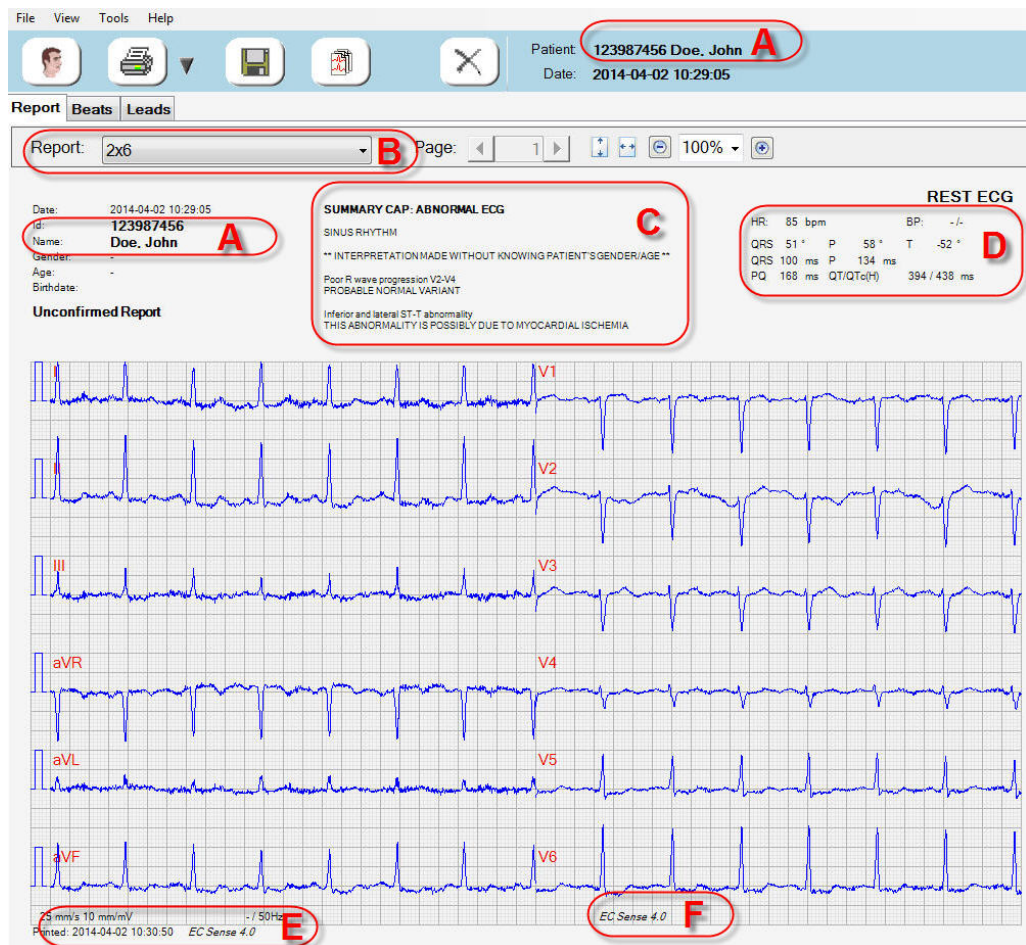 File View Tools Help
Patient: 123987456 Doe, John A
Date: 2014-04-02 10:29:05
Report Beats Leads
Report: 2x6 B Page: 1 100%
REST ECG
Date: 2014-04-02 10:29:05
Id: 123987456
Name: Doe, John A
Gender: -
Age: -
Birthdate:
Unconfirmed Report
SUMMARY CAP: ABNORMAL ECG
C
SINUS RHYTHM
** INTERPRETATION MADE WITHOUT KNOWING PATIENT'S GENDER/AGE **
Poor R wave progression V2-V4
PROBABLE NORMAL VARIANT
Inferior and lateral ST-T abnormality
THIS ABNORMALITY IS POSSIBLY DUE TO MYOCARDIAL ISCHEMIA
HR: 85 bpm BP: -/-
QRS 51 ° P 58 ° T -52 ° D
QRS 100 ms P 134 ms
PQ 168 ms QT/QTc(H) 394 / 438 ms
I V1
II V2
III V3
aVR V4
aVL V5
aVF V6
25 mm/s 10 mm/mV - / 50Hz E
Printed: 2014-04-02 10:30:50 EC Sense 4.0
EC Sense 4.0 F